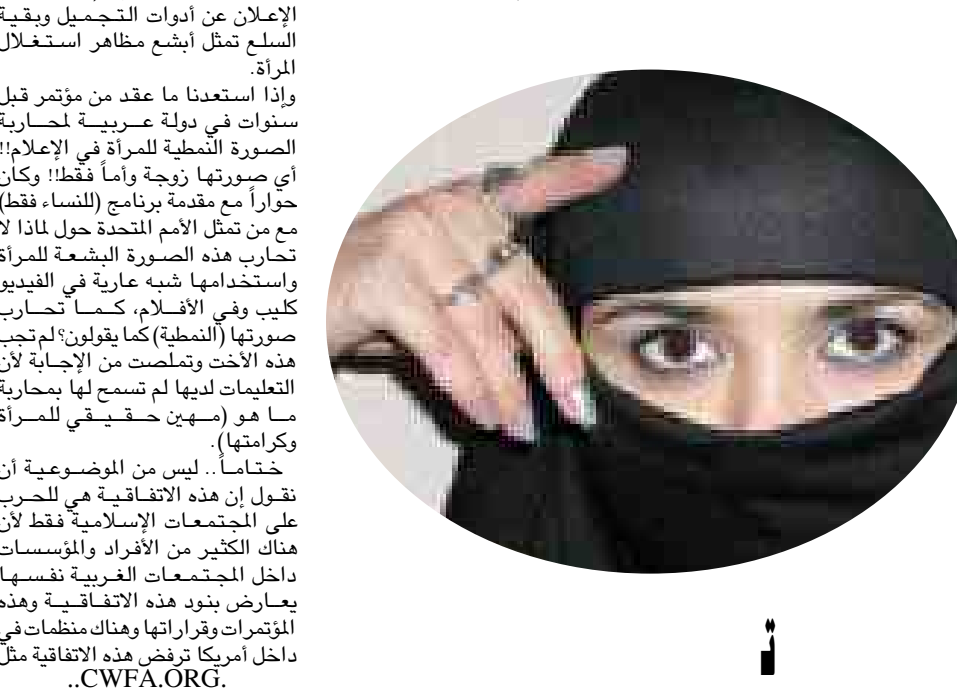 الإعلان عن أدوات التجميل وبقية
السلع تمثل أبشع مظاهر استغلال
المرأة.
وإذا استعدنا ما عقد من مؤتمر قبل
سنوات في دولة عربية لمحاربة
الصورة النمطية للمرأة في الإعلام!!
أي صورتها زوجة وأماً فقط!! وكان
حواراً مع مقدمة برنامج (للنساء فقط)
مع من تمثل الأمم المتحدة حول لماذا لا
تحارب هذه الصورة البشعة للمرأة
واستخدامها شبه عارية في الفيديو
كليب وفي الأفلام، كما تحارب
صورتها (النمطية) كما يقولون؟ لم تجب
هذه الأخت وتملصت من الإجابة لأن
التعليمات لديها لم تسمح لها بمحاربة
ما هو (مهين حقيقي للمرأة
وكرامتها).
ختاماً.. ليس من الموضوعية أن
نقول إن هذه الاتفاقية هي للحرب
على المجتمعات الإسلامية فقط لأن
هناك الكثير من الأفراد والمؤسسات
داخل المجتمعات الغربية نفسها
يعارض بنود هذه الاتفاقية وهذه
المؤتمرات وقراراتها وهناك منظمات في
داخل أمريكا ترفض هذه الاتفاقية مثل
..CWFA.ORG.